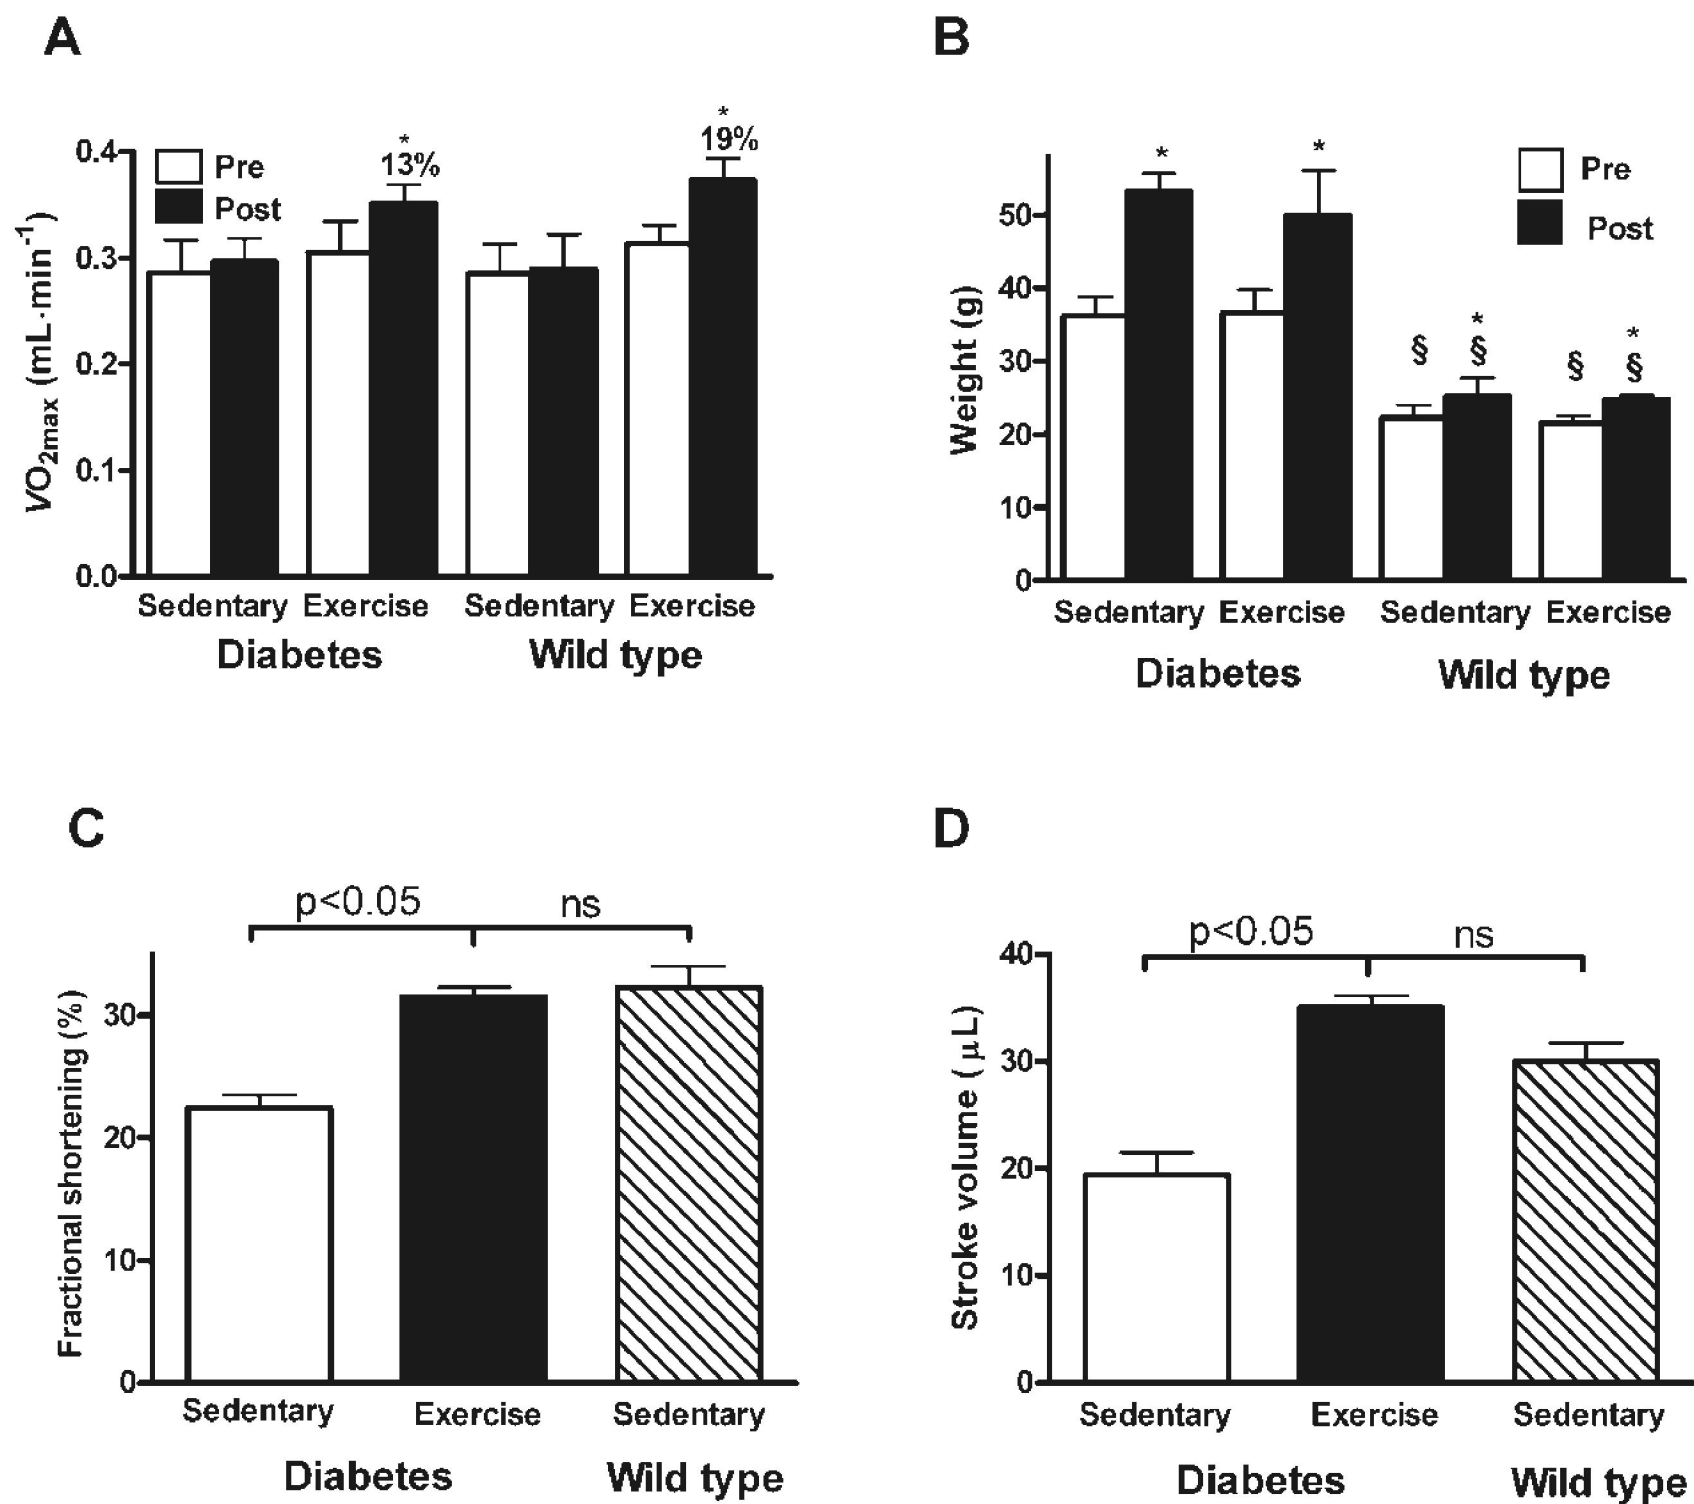 A
*
19%
*
13%
0.4
Pre
Post
0.3
0.2
0.1
0.0
VO2max (mL·min-1)
Sedentary Exercise Sedentary Exercise
Diabetes Wild type
B
* *
Pre
Post
50
40
30
20
10
0
Weight (g)
§ * § § * §
Sedentary Exercise Sedentary Exercise
Diabetes Wild type
C
p<0.05 ns
30
20
10
0
Fractional shortening (%)
Sedentary Exercise Sedentary
Diabetes Wild type
D
p<0.05 ns
40
30
20
10
0
Stroke volume ( μL)
Sedentary Exercise Sedentary
Diabetes Wild type